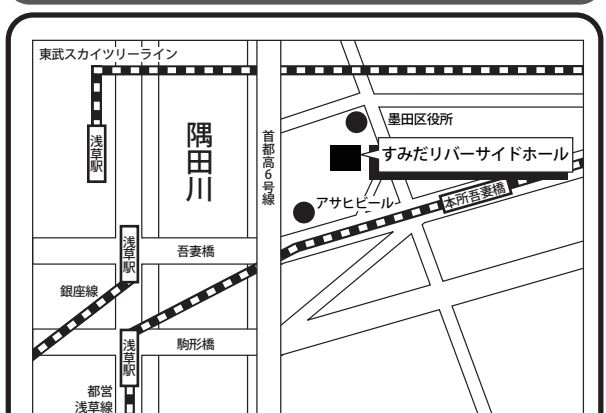 東武スカイツリーライン
浅草駅
隅田川
首都高6号線
墨田区役所
すみだリバーサイドホール
アサヒビール
本所吾妻橋
浅草駅
吾妻橋
銀座線
浅草駅
駒形橋
都営
浅草線